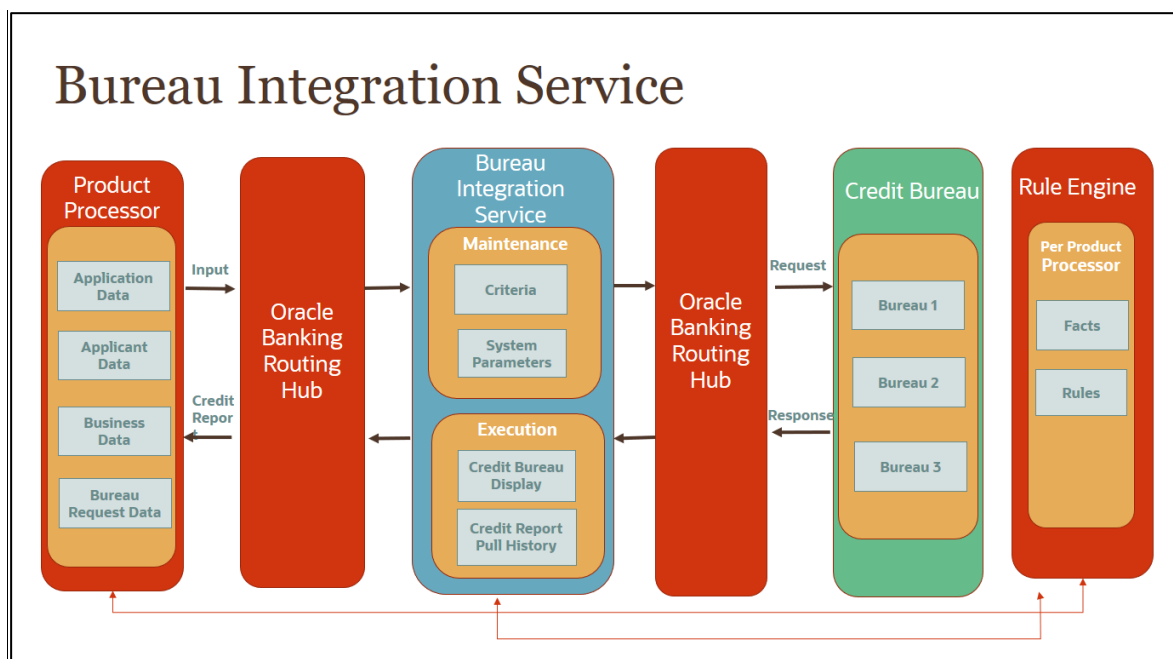 Bureau Integration Service
Product
Processor
Application
Data
Applicant
Data
Business
Data
Bureau
Request Data
Input
Credit
Repor
t
Oracle
Banking
Routing
Hub
Bureau
Integration
Service
Maintenance
Criteria
System
Parameters
Execution
Credit Bureau
Display
Credit Report
Pull History
Oracle
Banking
Routing
Hub
Request
Response
Credit Bureau
Bureau 1
Bureau 2
Bureau 3
Rule Engine
Per Product
Processor
Facts
Rules